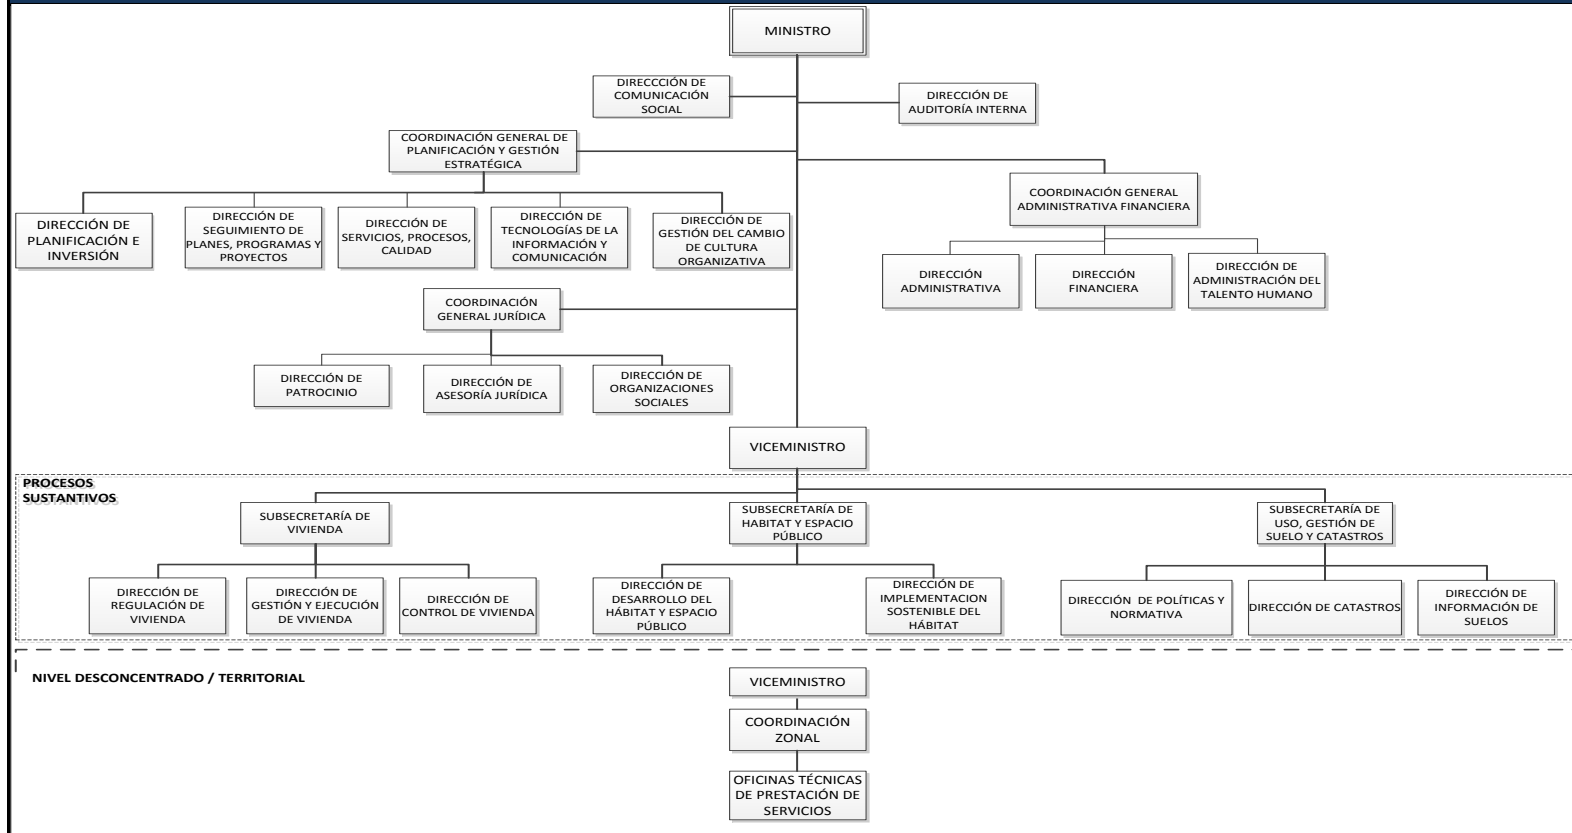 MINISTRO
DIRECCCIÓN DE
COMUNICACIÓN
SOCIAL
DIRECCIÓN DE
AUDITORÍA INTERNA
COORDINACIÓN GENERAL DE
PLANIFICACIÓN Y GESTIÓN
ESTRATÉGICA
COORDINACIÓN GENERAL
ADMINISTRATIVA FINANCIERA
DIRECCIÓN DE
PLANIFICACIÓN E
INVERSIÓN
DIRECCIÓN DE
SEGUIMIENTO DE
PLANES, PROGRAMAS Y
PROYECTOS
DIRECCIÓN DE
SERVICIOS, PROCESOS,
CALIDAD
DIRECCIÓN DE
TECNOLOGÍAS DE LA
INFORMACIÓN Y
COMUNICACIÓN
DIRECCIÓN DE
GESTIÓN DEL CAMBIO
DE CULTURA
ORGANIZATIVA
DIRECCIÓN
ADMINISTRATIVA
DIRECCIÓN
FINANCIERA
DIRECCIÓN DE
ADMINISTRACIÓN DEL
TALENTO HUMANO
COORDINACIÓN
GENERAL JURÍDICA
DIRECCIÓN DE
PATROCINIO
DIRECCIÓN DE
ASESORÍA JURÍDICA
DIRECCIÓN DE
ORGANIZACIONES
SOCIALES
VICEMINISTRO
PROCESOS
SUSTANTIVOS
SUBSECRETARÍA DE
VIVIENDA
SUBSECRETARÍA DE
HABITAT Y ESPACIO
PÚBLICO
SUBSECRETARÍA DE
USO, GESTIÓN DE
SUELO Y CATASTROS
DIRECCIÓN DE
REGULACIÓN DE
VIVIENDA
DIRECCIÓN DE
GESTIÓN Y EJECUCIÓN
DE VIVIENDA
DIRECCIÓN DE
CONTROL DE VIVIENDA
DIRECCIÓN DE
DESARROLLO DEL
HÁBITAT Y ESPACIO
PÚBLICO
DIRECCIÓN DE
IMPLEMENTACION
SOSTENIBLE DEL
HÁBITAT
DIRECCIÓN DE POLÍTICAS Y
NORMATIVA
DIRECCIÓN DE CATASTROS
DIRECCIÓN DE
INFORMACIÓN DE
SUELOS
NIVEL DESCONCENTRADO / TERRITORIAL
VICEMINISTRO
COORDINACIÓN
ZONAL
OFICINAS TÉCNICAS
DE PRESTACIÓN DE
SERVICIOS